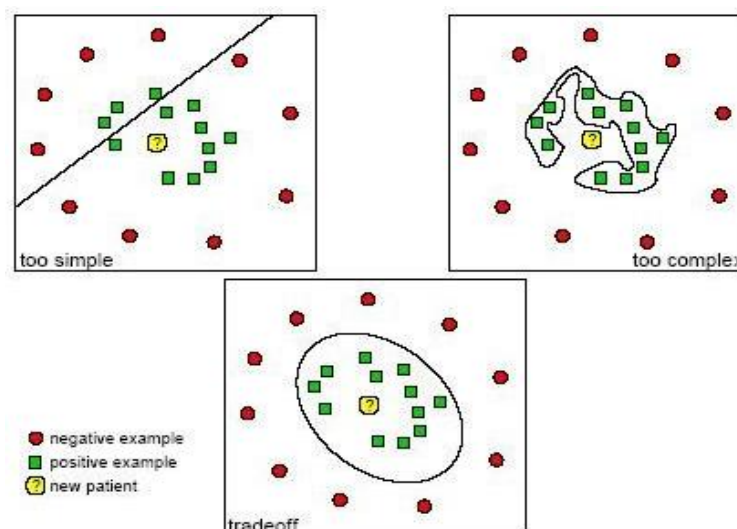 too simple
too complex
?
?
?
negative example
positive example
? new patient
tradeoff